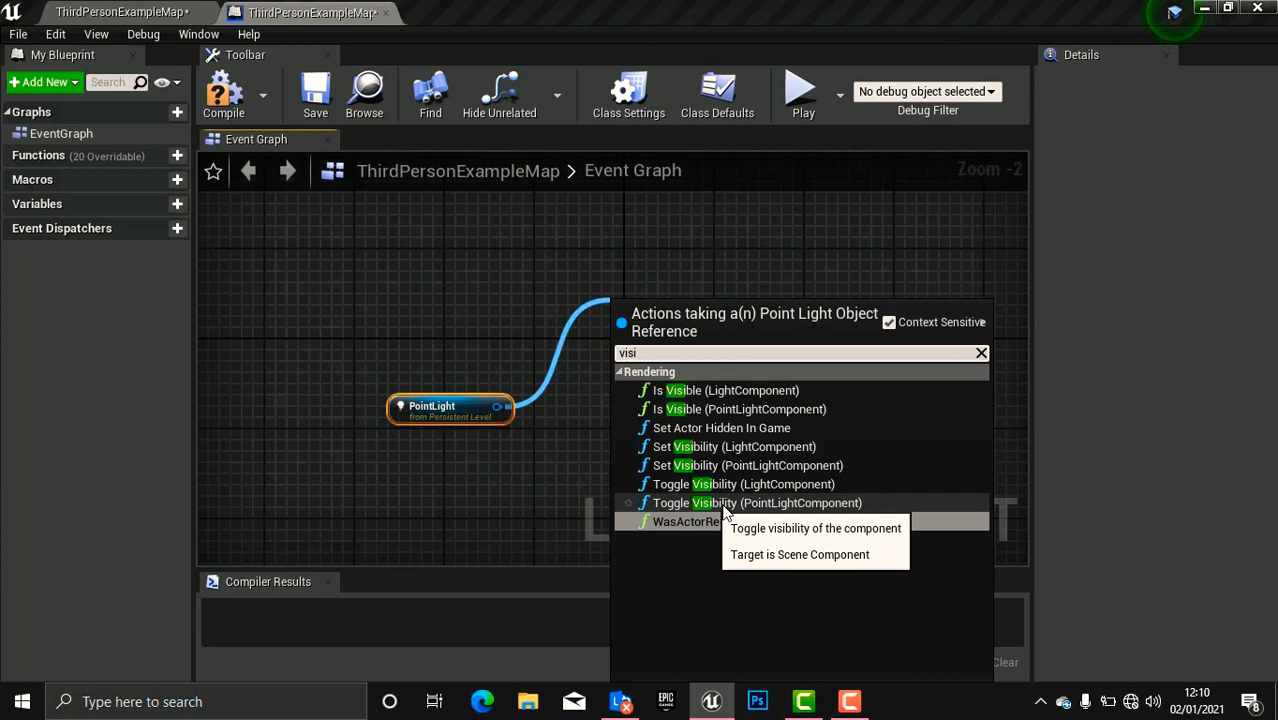 ThirdPersonExampleMap*
ThirdPersonExampleMap*
File Edit View Debug Window Help
My Blueprint
Toolbar
Details
Add New
Search
Compile
Save
Browse
Find
Hide Unrelated
Class Settings
Class Defaults
Play
No debug object selected
Debug Filter
Graphs
EventGraph
Functions (20 Overridable)
Macros
Variables
Event Dispatchers
Event Graph
ThirdPersonExampleMap > Event Graph
Zoom -2
PointLight
from Persistent Level
Actions taking a(n) Point Light Object
Reference
Context Sensitive
visi
Rendering
Is Visible (LightComponent)
Is Visible (PointLightComponent)
Set Actor Hidden In Game
Set Visibility (LightComponent)
Set Visibility (PointLightComponent)
Toggle Visibility (LightComponent)
Toggle Visibility (PointLightComponent)
WasActorRe
Toggle visibility of the component
Target is Scene Component
Compiler Results
Clear
Type here to search
EPIC
GAMES
Ps
12:10
02/01/2021
8